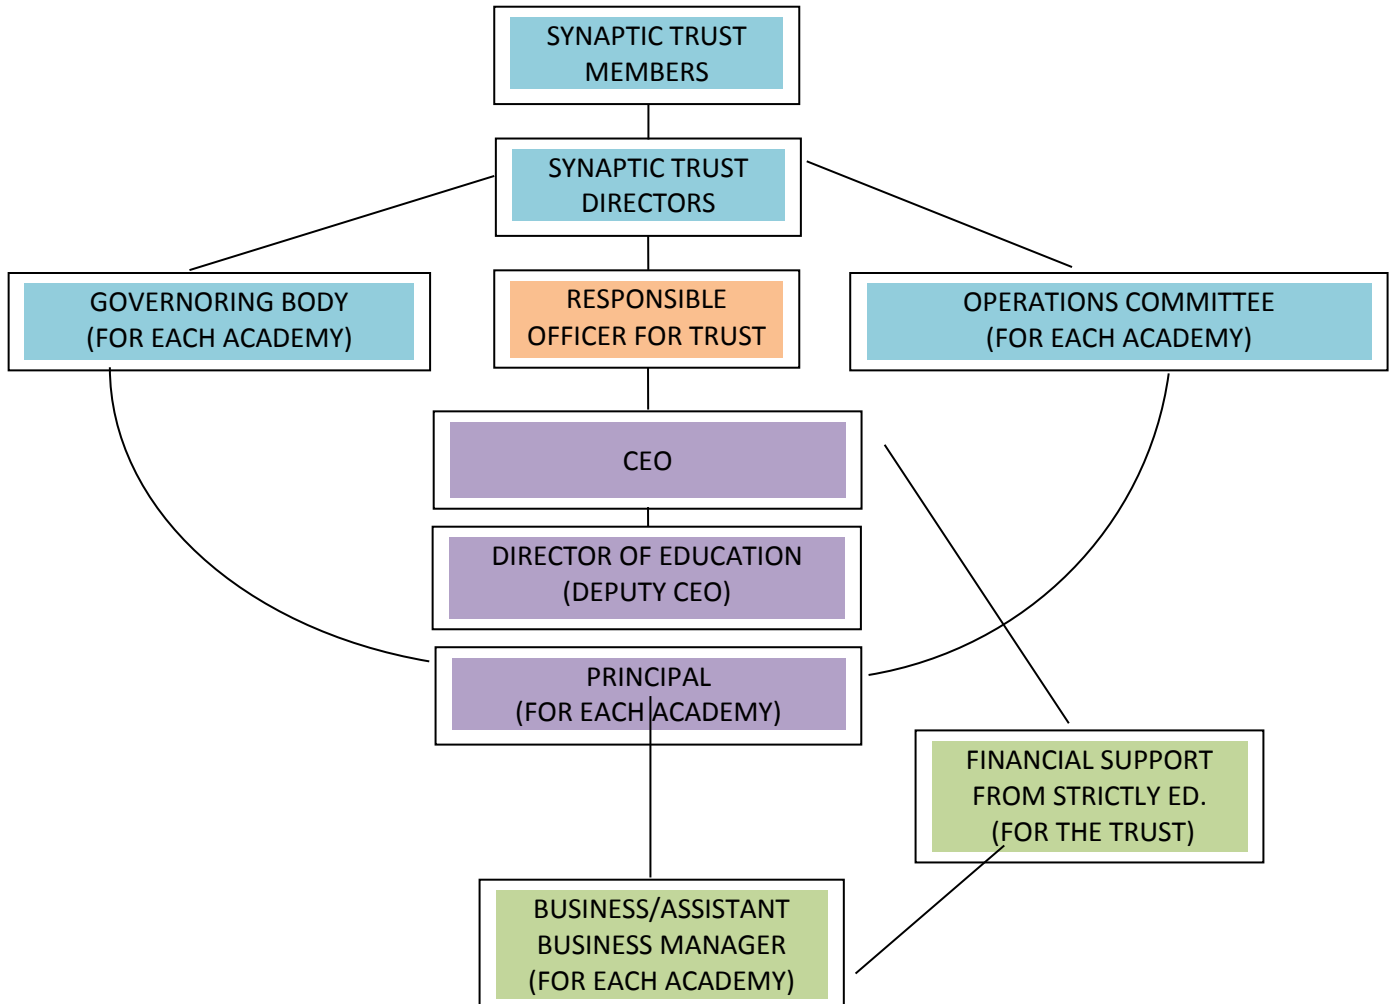 SYNAPTIC TRUST
MEMBERS
SYNAPTIC TRUST
DIRECTORS
GOVERNORING BODY
(FOR EACH ACADEMY)
RESPONSIBLE
OFFICER FOR TRUST
OPERATIONS COMMITTEE
(FOR EACH ACADEMY)
CEO
DIRECTOR OF EDUCATION
(DEPUTY CEO)
PRINCIPAL
(FOR EACH ACADEMY)
FINANCIAL SUPPORT
FROM STRICTLY ED.
(FOR THE TRUST)
BUSINESS/ASSISTANT
BUSINESS MANAGER
(FOR EACH ACADEMY)